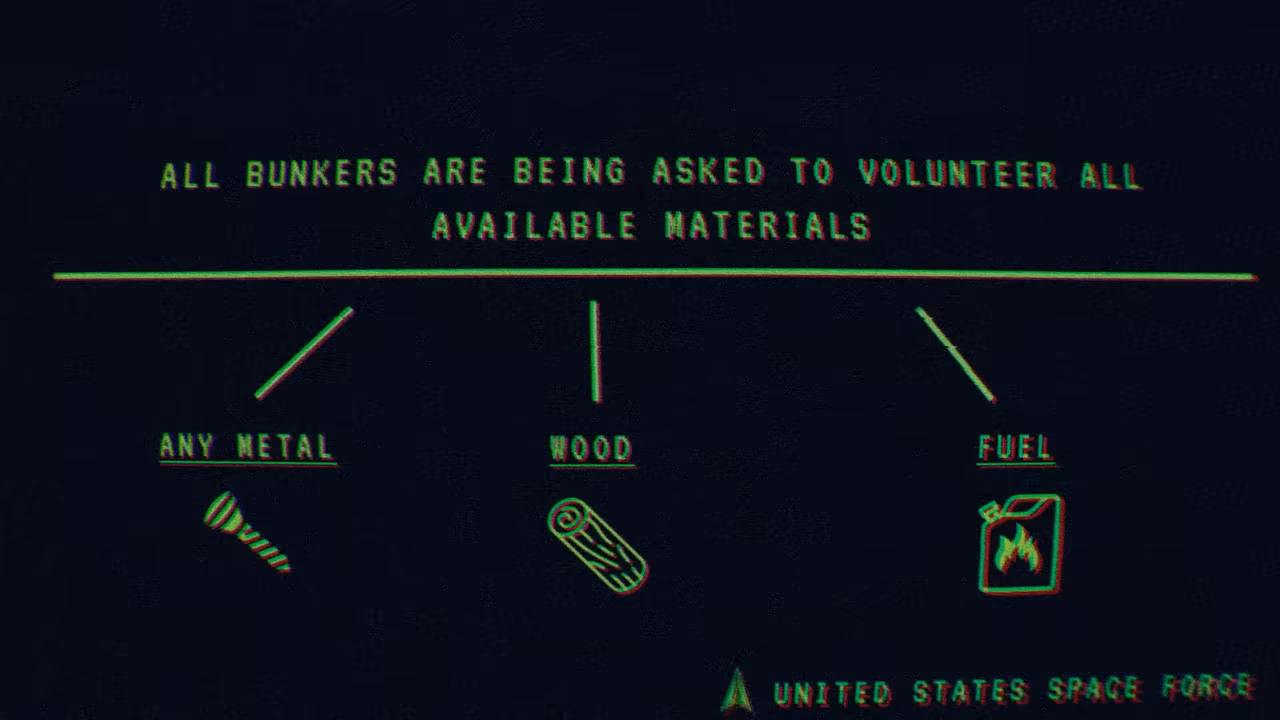 ALL BUNKERS ARE BEING ASKED TO VOLUNTEER ALL
AVAILABLE MATERIALS
ANY METAL
WOOD
FUEL
UNITED STATES SPACE FORCE